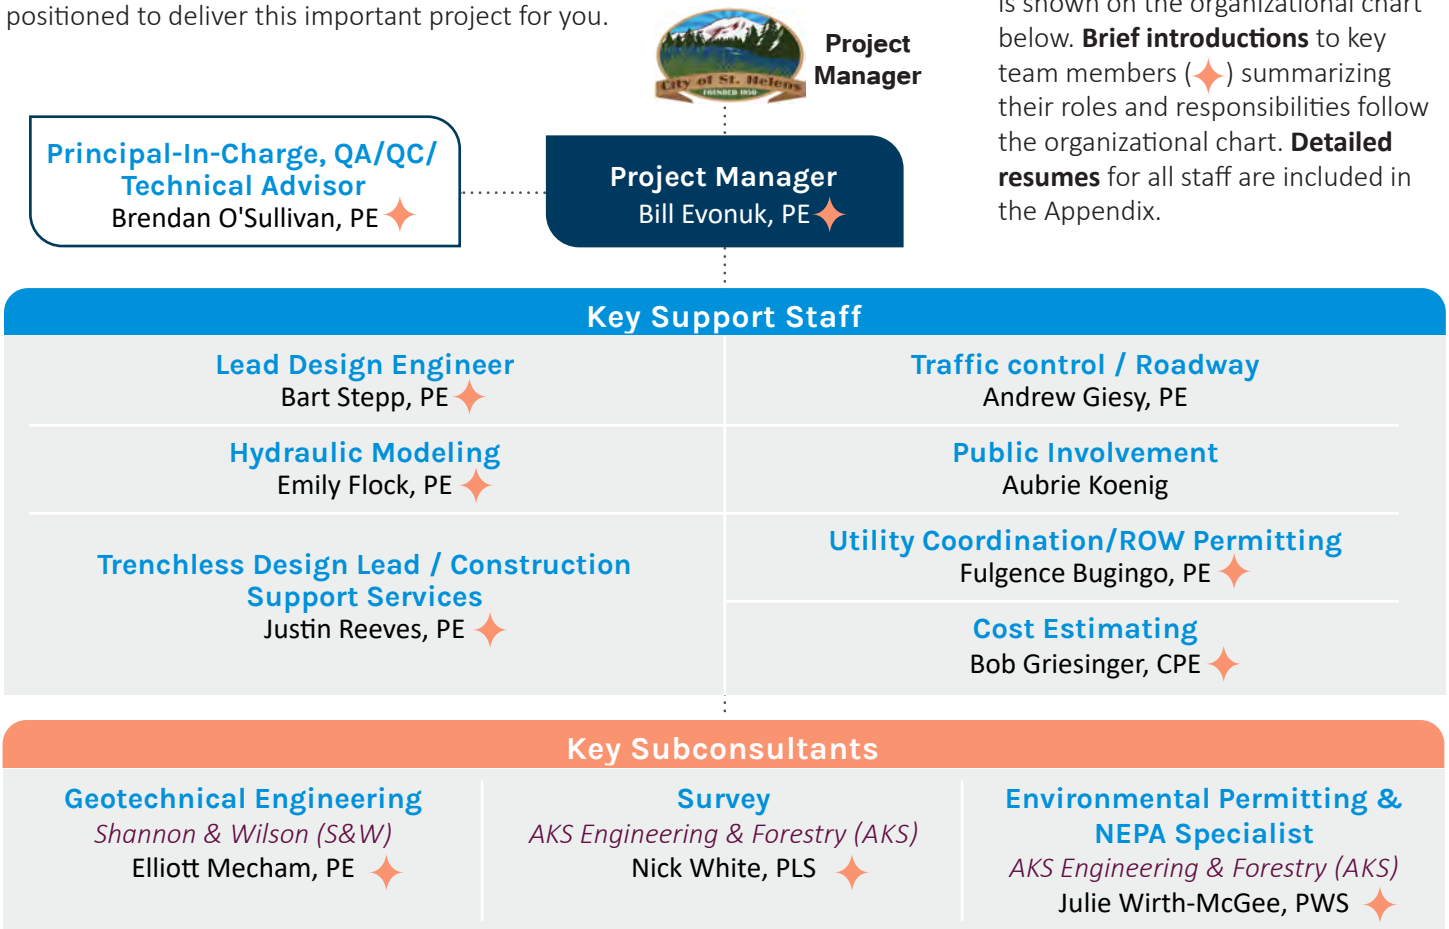 positioned to deliver this important project for you.
City of St. Helens
FOUNDED 1850
Project
Manager
is shown on the organizational chart
below. Brief introductions to key
team members ( ) summarizing
their roles and responsibilities follow
the organizational chart. Detailed
resumes for all staff are included in
the Appendix.
Principal-In-Charge, QA/QC/
Technical Advisor
Brendan O'Sullivan, PE
Project Manager
Bill Evonuk, PE
Key Support Staff
Lead Design Engineer
Bart Stepp, PE
Hydraulic Modeling
Emily Flock, PE
Trenchless Design Lead / Construction
Support Services
Justin Reeves, PE
Traffic control / Roadway
Andrew Giesy, PE
Public Involvement
Aubrie Koenig
Utility Coordination/ROW Permitting
Fulgence Bugingo, PE
Cost Estimating
Bob Griesinger, CPE
Key Subconsultants
Geotechnical Engineering
Shannon & Wilson (S&W)
Elliott Mecham, PE
Survey
AKS Engineering & Forestry (AKS)
Nick White, PLS
Environmental Permitting &
NEPA Specialist
AKS Engineering & Forestry (AKS)
Julie Wirth-McGee, PWS